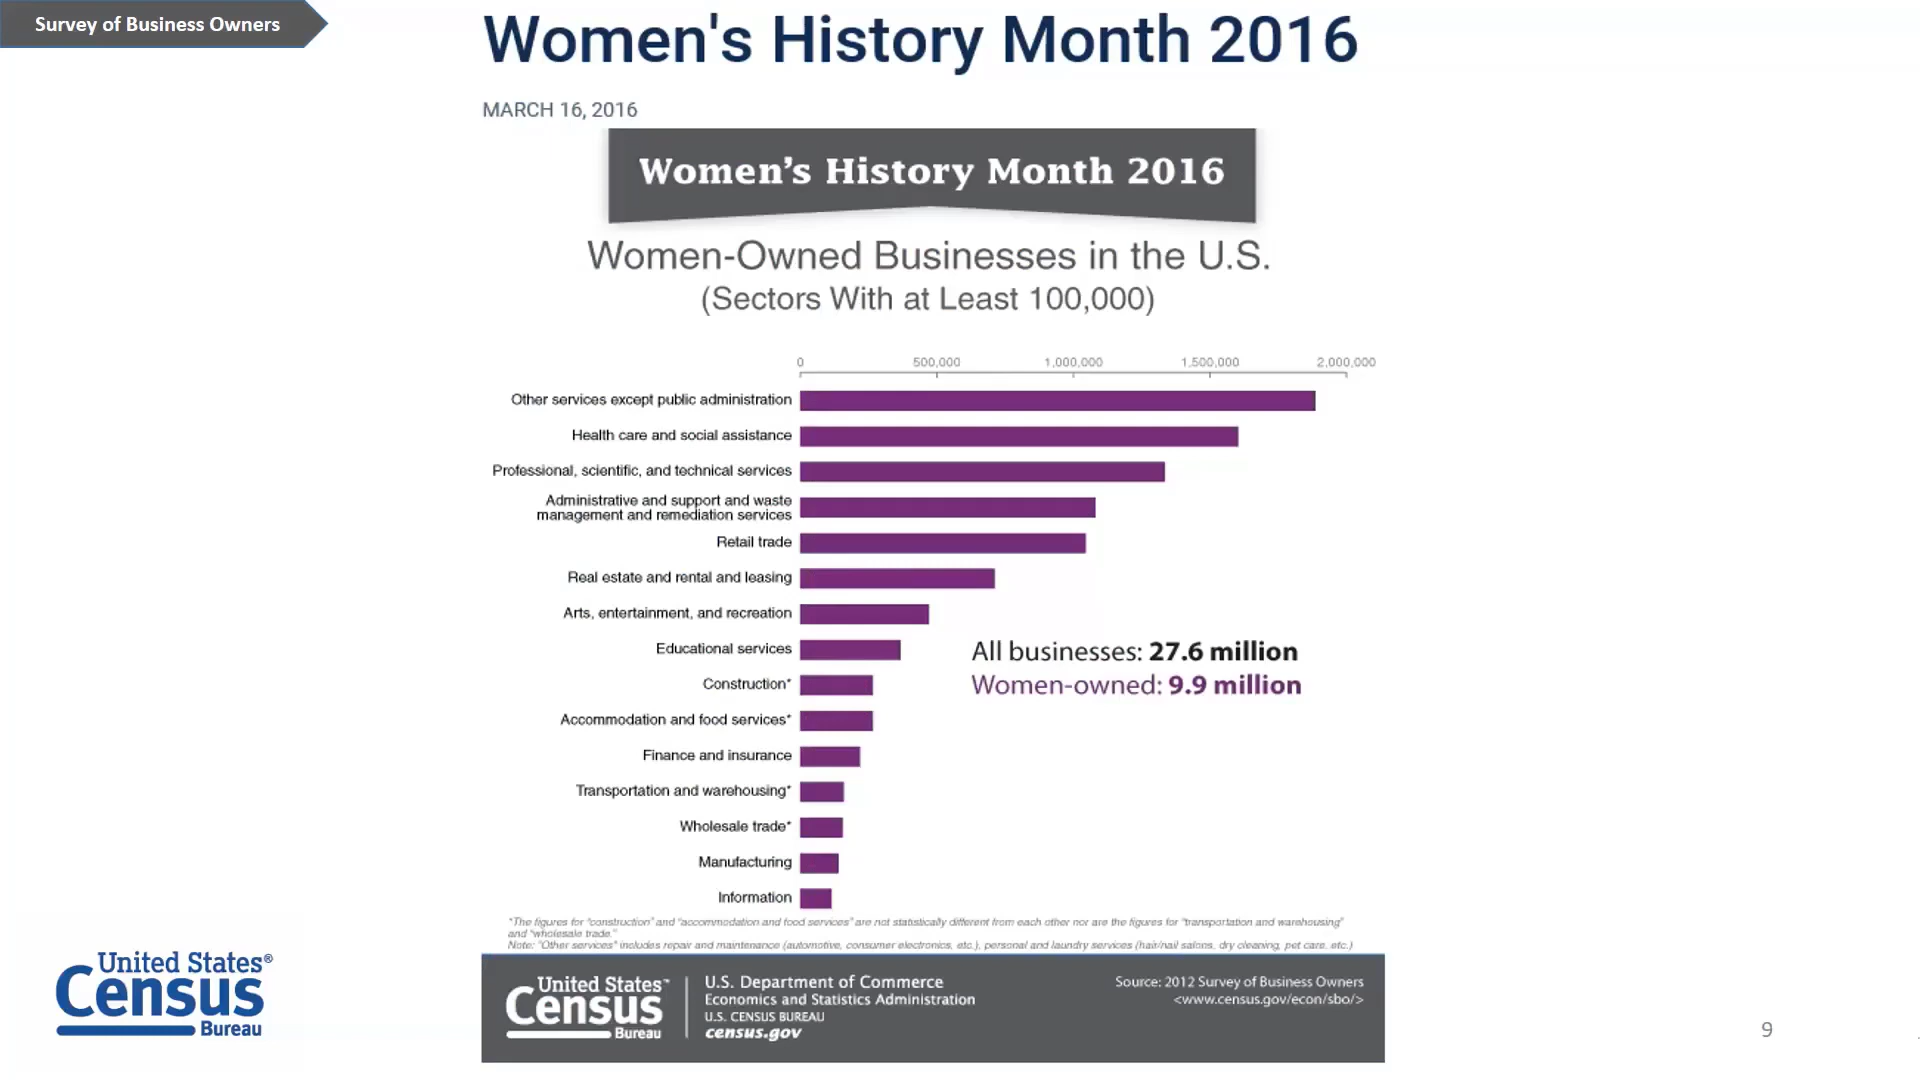 Survey of Business Owners
Women's History Month 2016
MARCH 16, 2016
Women's History Month 2016
Women-Owned Businesses in the U.S.
(Sectors With at Least 100,000)
0 500,000 1,000,000 1,500,000 2,000,000
Other services except public administration
Health care and social assistance
Professional, scientific, and technical services
Administrative and support and waste
management and remediation services
Retail trade
Real estate and rental and leasing
Arts, entertainment, and recreation
Educational services
All businesses: 27.6 million
Women-owned: 9.9 million
Construction*
Accommodation and food services*
Finance and insurance
Transportation and warehousing*
Wholesale trade*
Manufacturing
Information
*The figures for "construction" and "accommodation and food services" are not statistically different from each other nor are the figures for "transportation and warehousing"
and "wholesale trade."
Note: "Other services" includes repair and maintenance (automotive, consumer electronics, etc.), personal and laundry services (hair/nail salons, dry cleaning, pet care, etc.)
United States®
Census
Bureau
United States™
Census
Bureau
U.S. Department of Commerce
Economics and Statistics Administration
U.S. CENSUS BUREAU
census.gov
Source: 2012 Survey of Business Owners
<www.census.gov/econ/sbo/>
9